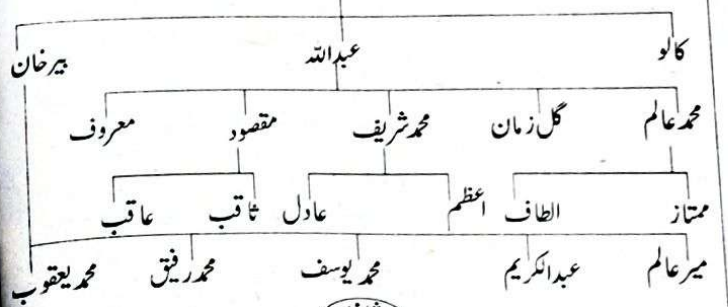 کالو عبداللہ بیرخان
محمد عالم گل زمان محمد شریف مقصود معروف
ممتاز الطاف اعظم عادل ثاقب عاقب
میر عالم عبدالکریم محمد یوسف محمد رفیق محمد یعقوب